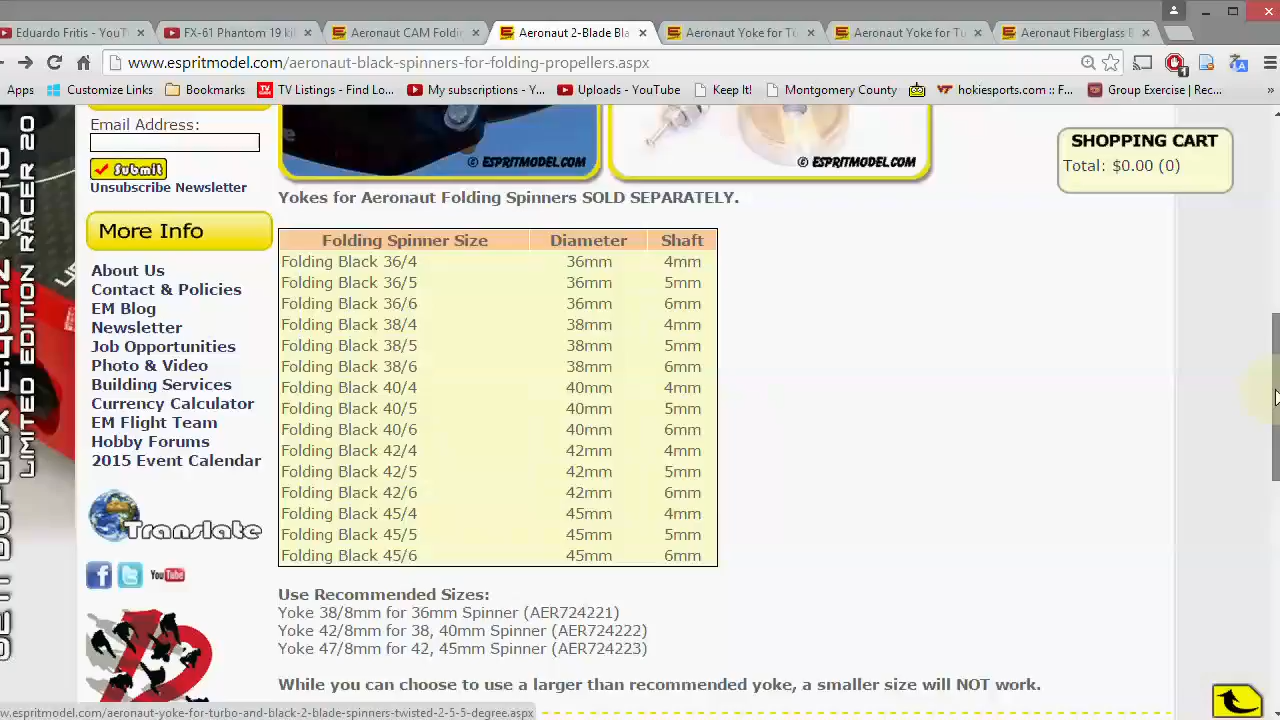 Eduardo Fritis - YouT
FX-61 Phantom 19 ki
Aeronaut CAM Foldin
Aeronaut 2-Blade Bla
Aeronaut Yoke for T
Aeronaut Yoke for Tu
Aeronaut Fiberglass
www.espritmodel.com/aeronaut-black-spinners-for-folding-propellers.aspx
Apps
Customize Links
Bookmarks
TV Listings - Find Lo...
My subscriptions - Y...
Uploads - YouTube
Keep It!
Montgomery County
hokiesports.com :: F...
Group Exercise | Rec...
»
LIMITED EDITION RACER 20
Email Address:
Submit
Unsubscribe Newsletter
More Info
About Us
Contact & Policies
EM Blog
Newsletter
Job Opportunities
Photo & Video
Building Services
Currency Calculator
EM Flight Team
Hobby Forums
2015 Event Calendar
Translate
You Tube
© ESPRITMODEL.COM
© ESPRITMODEL.COM
SHOPPING CART
Total: $0.00 (0)
Yokes for Aeronaut Folding Spinners SOLD SEPARATELY.
Folding Spinner Size Diameter Shaft
Folding Black 36/4 36mm 4mm
Folding Black 36/5 36mm 5mm
Folding Black 36/6 36mm 6mm
Folding Black 38/4 38mm 4mm
Folding Black 38/5 38mm 5mm
Folding Black 38/6 38mm 6mm
Folding Black 40/4 40mm 4mm
Folding Black 40/5 40mm 5mm
Folding Black 40/6 40mm 6mm
Folding Black 42/4 42mm 4mm
Folding Black 42/5 42mm 5mm
Folding Black 42/6 42mm 6mm
Folding Black 45/4 45mm 4mm
Folding Black 45/5 45mm 5mm
Folding Black 45/6 45mm 6mm
Use Recommended Sizes:
Yoke 38/8mm for 36mm Spinner (AER724221)
Yoke 42/8mm for 38, 40mm Spinner (AER724222)
Yoke 47/8mm for 42, 45mm Spinner (AER724223)
While you can choose to use a larger than recommended yoke, a smaller size will NOT work.
www.espritmodel.com/aeronaut-yoke-for-turbo-and-black-2-blade-spinners-twisted-2-5-5-degree.aspx